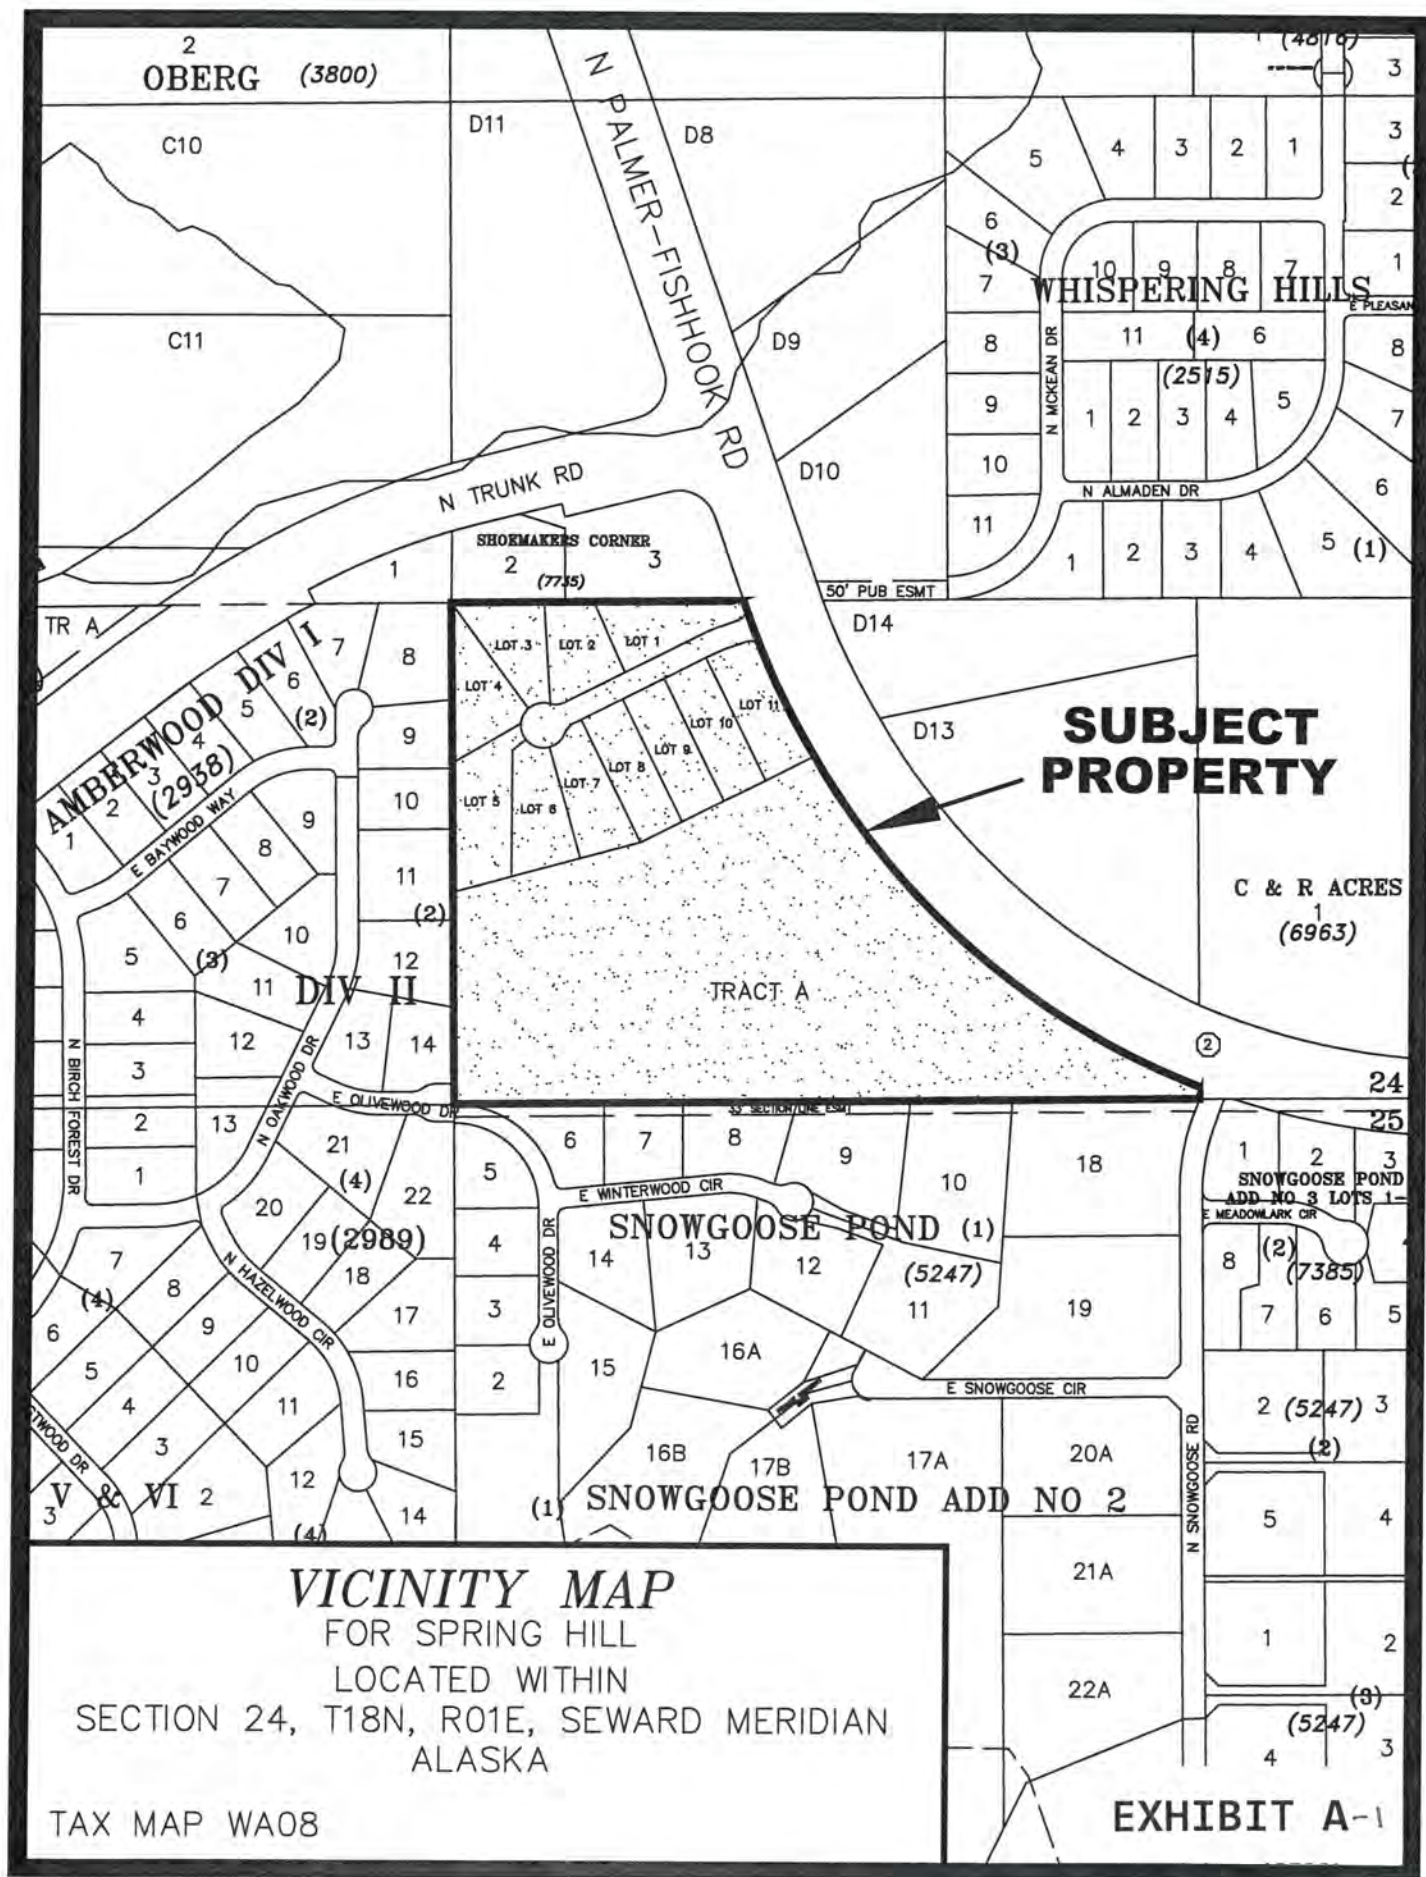 2
OBERG (3800)
C10
C11
D11
N PALMER-FISHHOOK RD
D8
D9
D10
(4816)
3
3
2
1
5
4
3
2
1
6
(3)
7
10
9
8
7
WHISPERING HILLS
E PLEASAN
8
11
(4)
6
8
(2515)
N MCKEAN DR
9
1
2
3
4
5
7
10
N ALMADEN DR
6
11
1
2
3
4
5
(1)
N TRUNK RD
SHOEMAKERS CORNER
1
2
3
(7735)
50' PUB ESMT
TR A
D14
D13
SUBJECT
PROPERTY
C & R ACRES
1
(6963)
LOT 3
LOT 2
LOT 1
LOT 4
LOT 11
LOT 10
LOT 9
LOT 8
LOT 7
LOT 5
LOT 6
TRACT A
AMBERWOOD DIV I
(2938)
7
8
6
(2)
5
4
9
3
2
1
E BAYWOOD WAY
10
9
8
7
11
(2)
6
10
5
(3)
12
11
DIV II
4
12
13
14
3
N BIRCH FOREST DR
N OAKWOOD DR
E OLIVEWOOD DR
2
13
21
1
(4)
22
20
19
(2989)
18
17
N HAZELWOOD CIR
7
(4)
8
6
9
5
10
16
4
11
15
3
TWOOD DR
12
V & VI
2
3
14
(4)
33' SECTION LINE ESMT
2
24
25
6
7
8
9
10
18
5
E WINTERWOOD CIR
SNOWGOOSE POND (1)
(5247)
4
14
13
12
11
19
3
E OLIVEWOOD DR
2
15
16A
E SNOWGOOSE CIR
16B
17B
17A
20A
(1)
SNOWGOOSE POND ADD NO 2
21A
22A
N SNOWGOOSE RD
1
2
3
SNOWGOOSE POND
ADD NO 3 LOTS 1-
E MEADOWLARK CIR
8
(2)
(7385)
4
7
6
5
2
(5247)
3
(2)
5
4
1
2
(3)
(5247)
4
3
VICINITY MAP
FOR SPRING HILL
LOCATED WITHIN
SECTION 24, T18N, R01E, SEWARD MERIDIAN,
ALASKA
TAX MAP WA08
EXHIBIT A-1